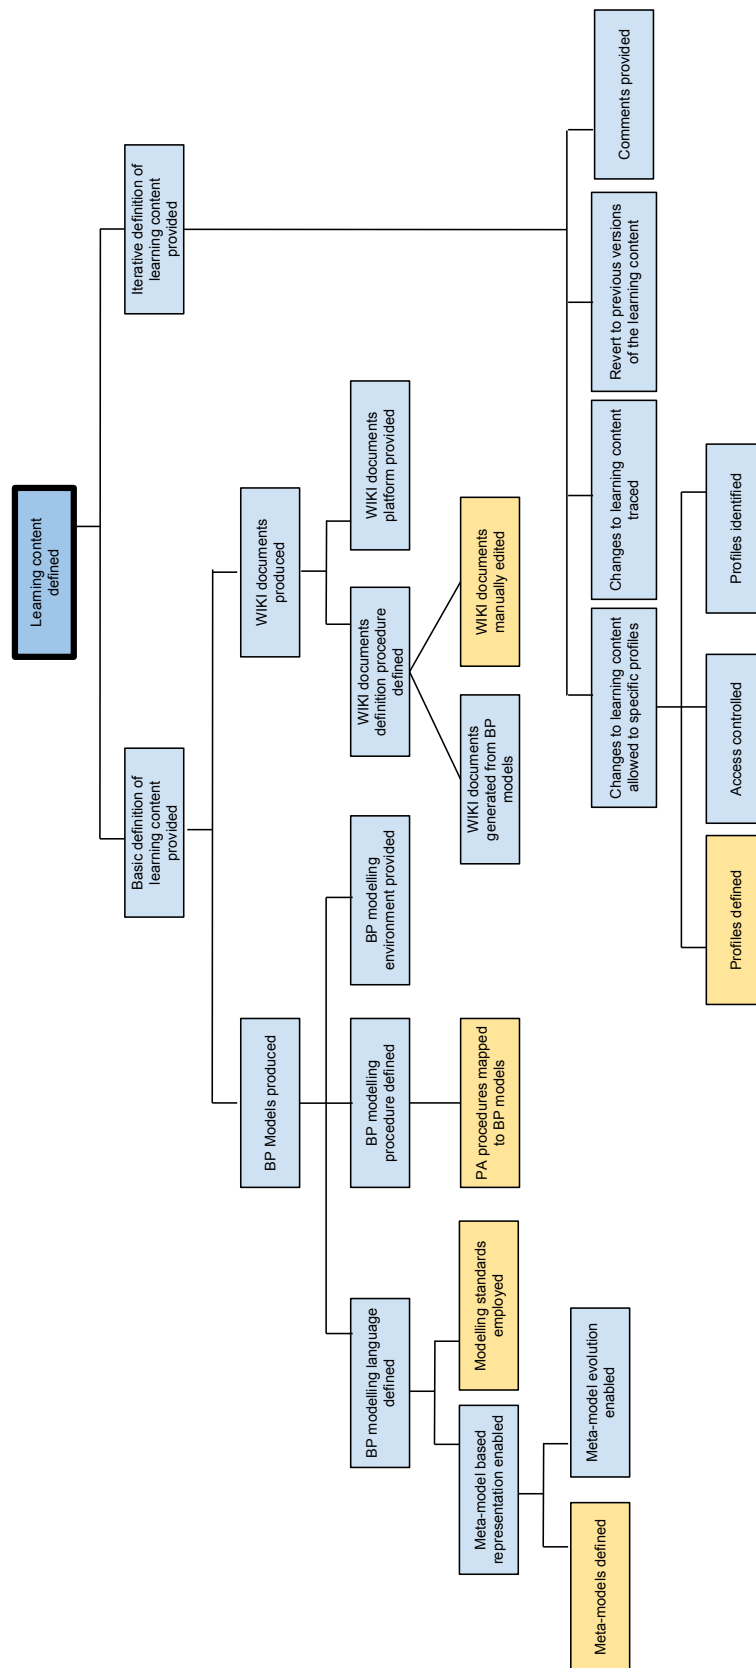 Learning content
defined
Basic definition of
learning content
provided
Iterative definition of
learning content
provided
BP Models produced
WIKI documents
produced
BP modelling language
defined
BP modelling
procedure defined
BP modelling
environment provided
WIKI documents
definition procedure
defined
WIKI documents
platform provided
Meta-model based
representation enabled
Modelling standards
employed
PA procedures mapped
to BP models
WIKI documents
generated from BP
models
WIKI documents
manually edited
Meta-models defined
Meta-model evolution
enabled
Changes to learning content
allowed to specific profiles
Changes to learning content
traced
Revert to previous versions
of the learning content
Comments provided
Profiles defined
Access controlled
Profiles identified